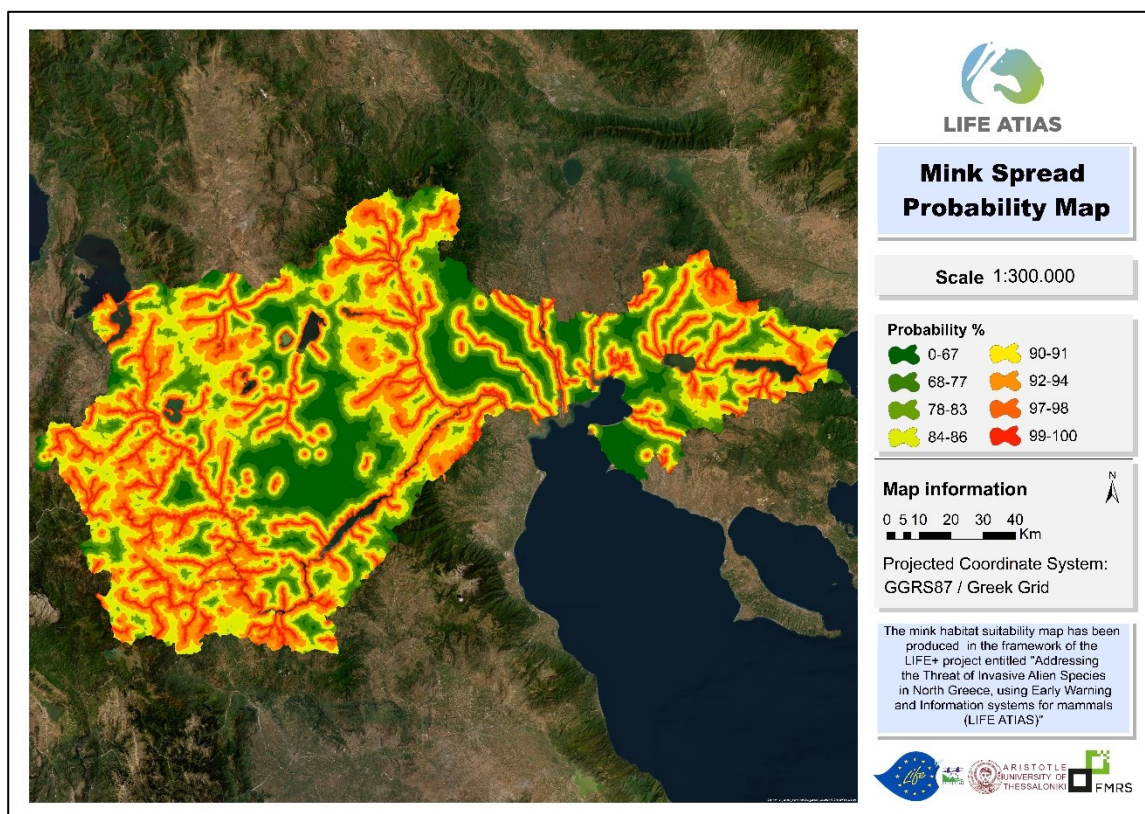 LIFE ATIAS
Mink Spread
Probability Map
Scale 1:300.000
Probability %
0-67
68-77
78-83
84-86
90-91
92-94
97-98
99-100
Map information
N
0 5 10 20 30 40
Km
Projected Coordinate System:
GGRS87 / Greek Grid
The mink habitat suitability map has been
produced in the framework of the
LIFE+ project entitled "Addressing
the Threat of Invasive Alien Species
in North Greece, using Early Warning
and Information systems for mammals
(LIFE ATIAS)"
Life
ARISTOTLE
UNIVERSITY OF
THESSALONIKI
FMRS